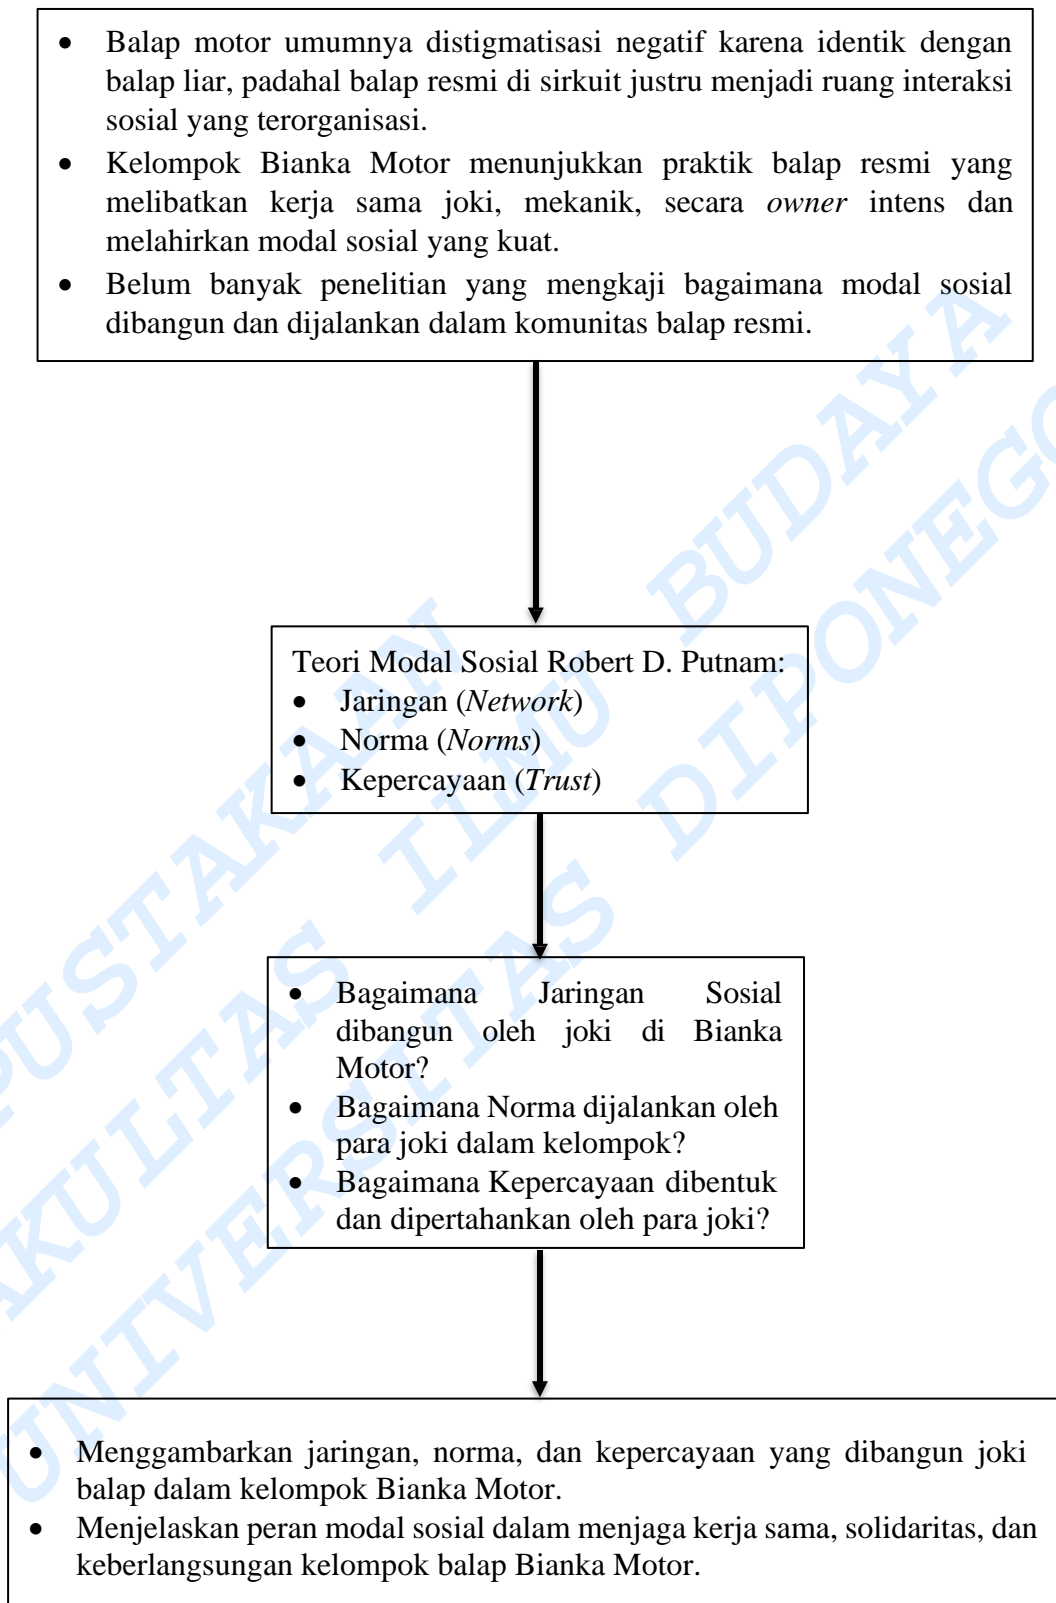 • Balap motor umumnya distigmatisasi negatif karena identik dengan
balap liar, padahal balap resmi di sirkuit justru menjadi ruang interaksi
sosial yang terorganisasi.
• Kelompok Bianka Motor menunjukkan praktik balap resmi yang
melibatkan kerja sama joki, mekanik, secara owner intens dan
melahirkan modal sosial yang kuat.
• Belum banyak penelitian yang mengkaji bagaimana modal sosial
dibangun dan dijalankan dalam komunitas balap resmi.
Teori Modal Sosial Robert D. Putnam:
• Jaringan (Network)
• Norma (Norms)
• Kepercayaan (Trust)
• Bagaimana Jaringan Sosial
dibangun oleh joki di Bianka
Motor?
• Bagaimana Norma dijalankan oleh
para joki dalam kelompok?
• Bagaimana Kepercayaan dibentuk
dan dipertahankan oleh para joki?
• Menggambarkan jaringan, norma, dan kepercayaan yang dibangun joki
balap dalam kelompok Bianka Motor.
• Menjelaskan peran modal sosial dalam menjaga kerja sama, solidaritas, dan
keberlangsungan kelompok balap Bianka Motor.
PUSTAKAAN
AKULTAS ILMU BUDAYA
UNIVERSITAS DIPONEGO